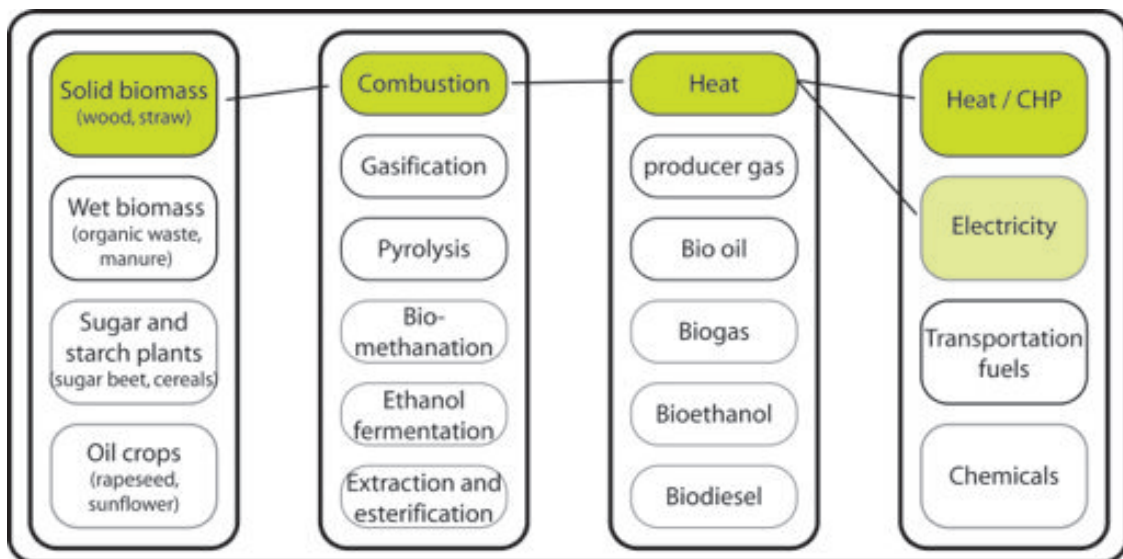 Solid biomass
(wood, straw)
Wet biomass
(organic waste,
manure)
Sugar and
starch plants
(sugar beet, cereals)
Oil crops
(rapeseed,
sunflower)
Combustion
Gasification
Pyrolysis
Bio-
methanation
Ethanol
fermentation
Extraction and
esterification
Heat
producer gas
Bio oil
Biogas
Bioethanol
Biodiesel
Heat / CHP
Electricity
Transportation
fuels
Chemicals